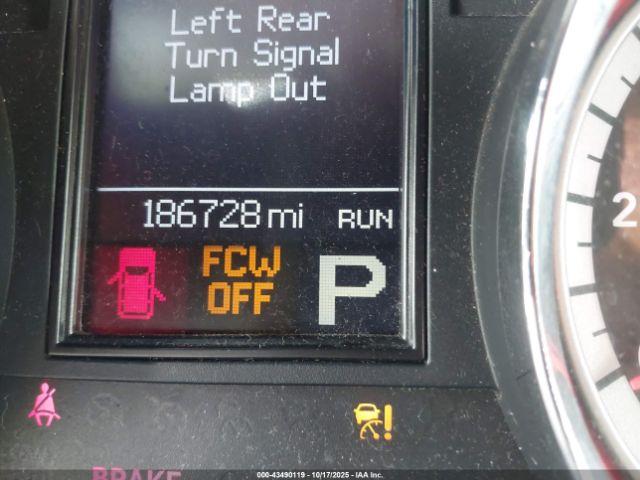 Left Rear
Turn Signal
Lamp Out
186728 mi RUN
FCW
OFF
P
2
BRAKE
000-43490119 | 10/17/2025 - IAA Inc.